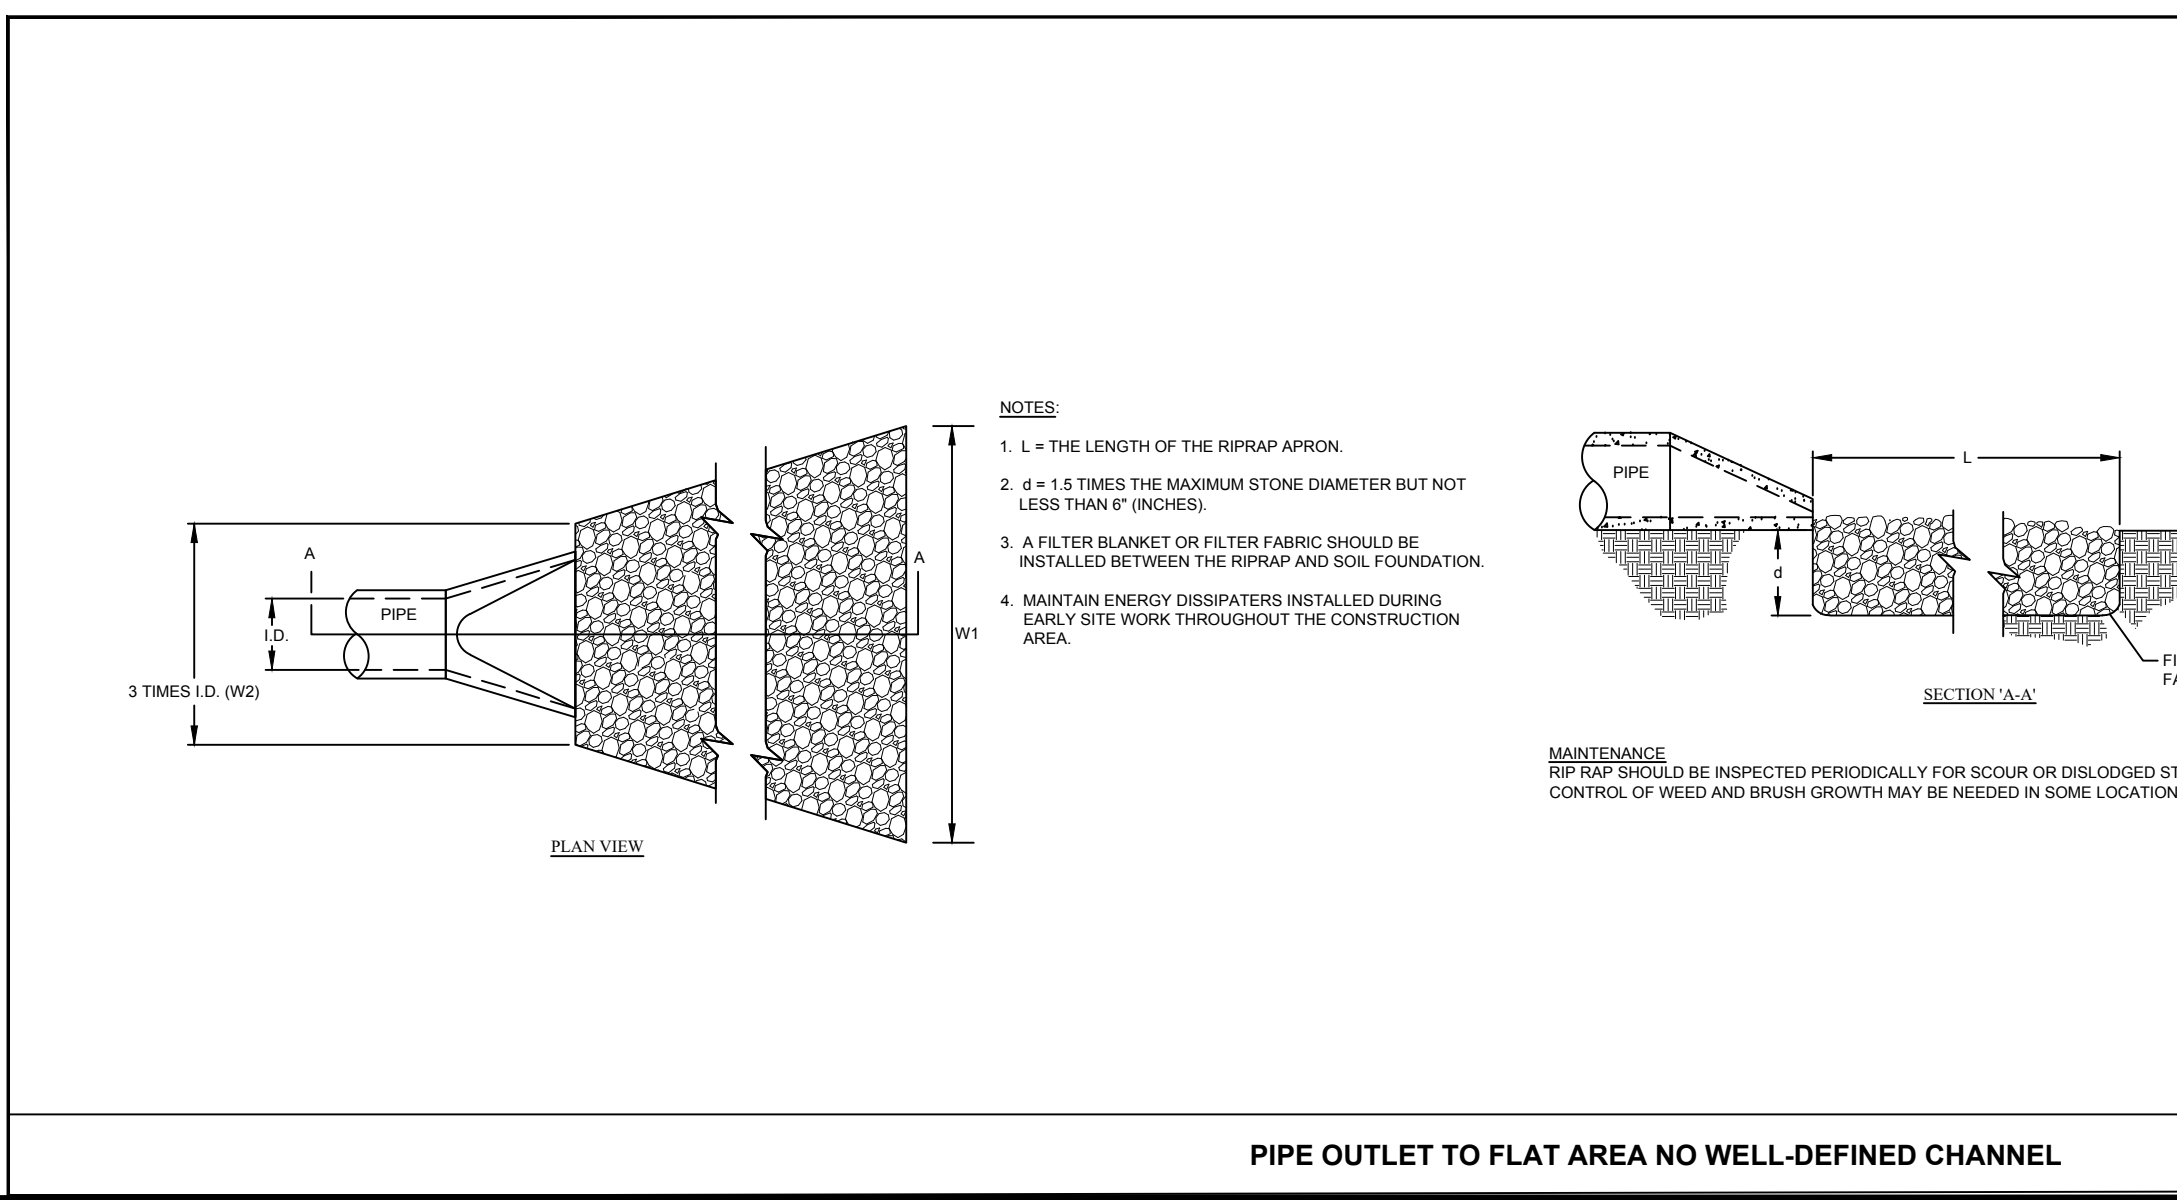 A
I.D.
PIPE
3 TIMES I.D. (W2)
A
W1
PLAN VIEW
NOTES:
1. L = THE LENGTH OF THE RIPRAP APRON.
2. d = 1.5 TIMES THE MAXIMUM STONE DIAMETER BUT NOT
LESS THAN 6" (INCHES).
3. A FILTER BLANKET OR FILTER FABRIC SHOULD BE
INSTALLED BETWEEN THE RIPRAP AND SOIL FOUNDATION.
4. MAINTAIN ENERGY DISSIPATERS INSTALLED DURING
EARLY SITE WORK THROUGHOUT THE CONSTRUCTION
AREA.
PIPE
L
d
SECTION 'A-A'
MAINTENANCE
RIP RAP SHOULD BE INSPECTED PERIODICALLY FOR SCOUR OR DISLODGED
CONTROL OF WEED AND BRUSH GROWTH MAY BE NEEDED IN SOME LOCATION
PIPE OUTLET TO FLAT AREA NO WELL-DEFINED CHANNEL